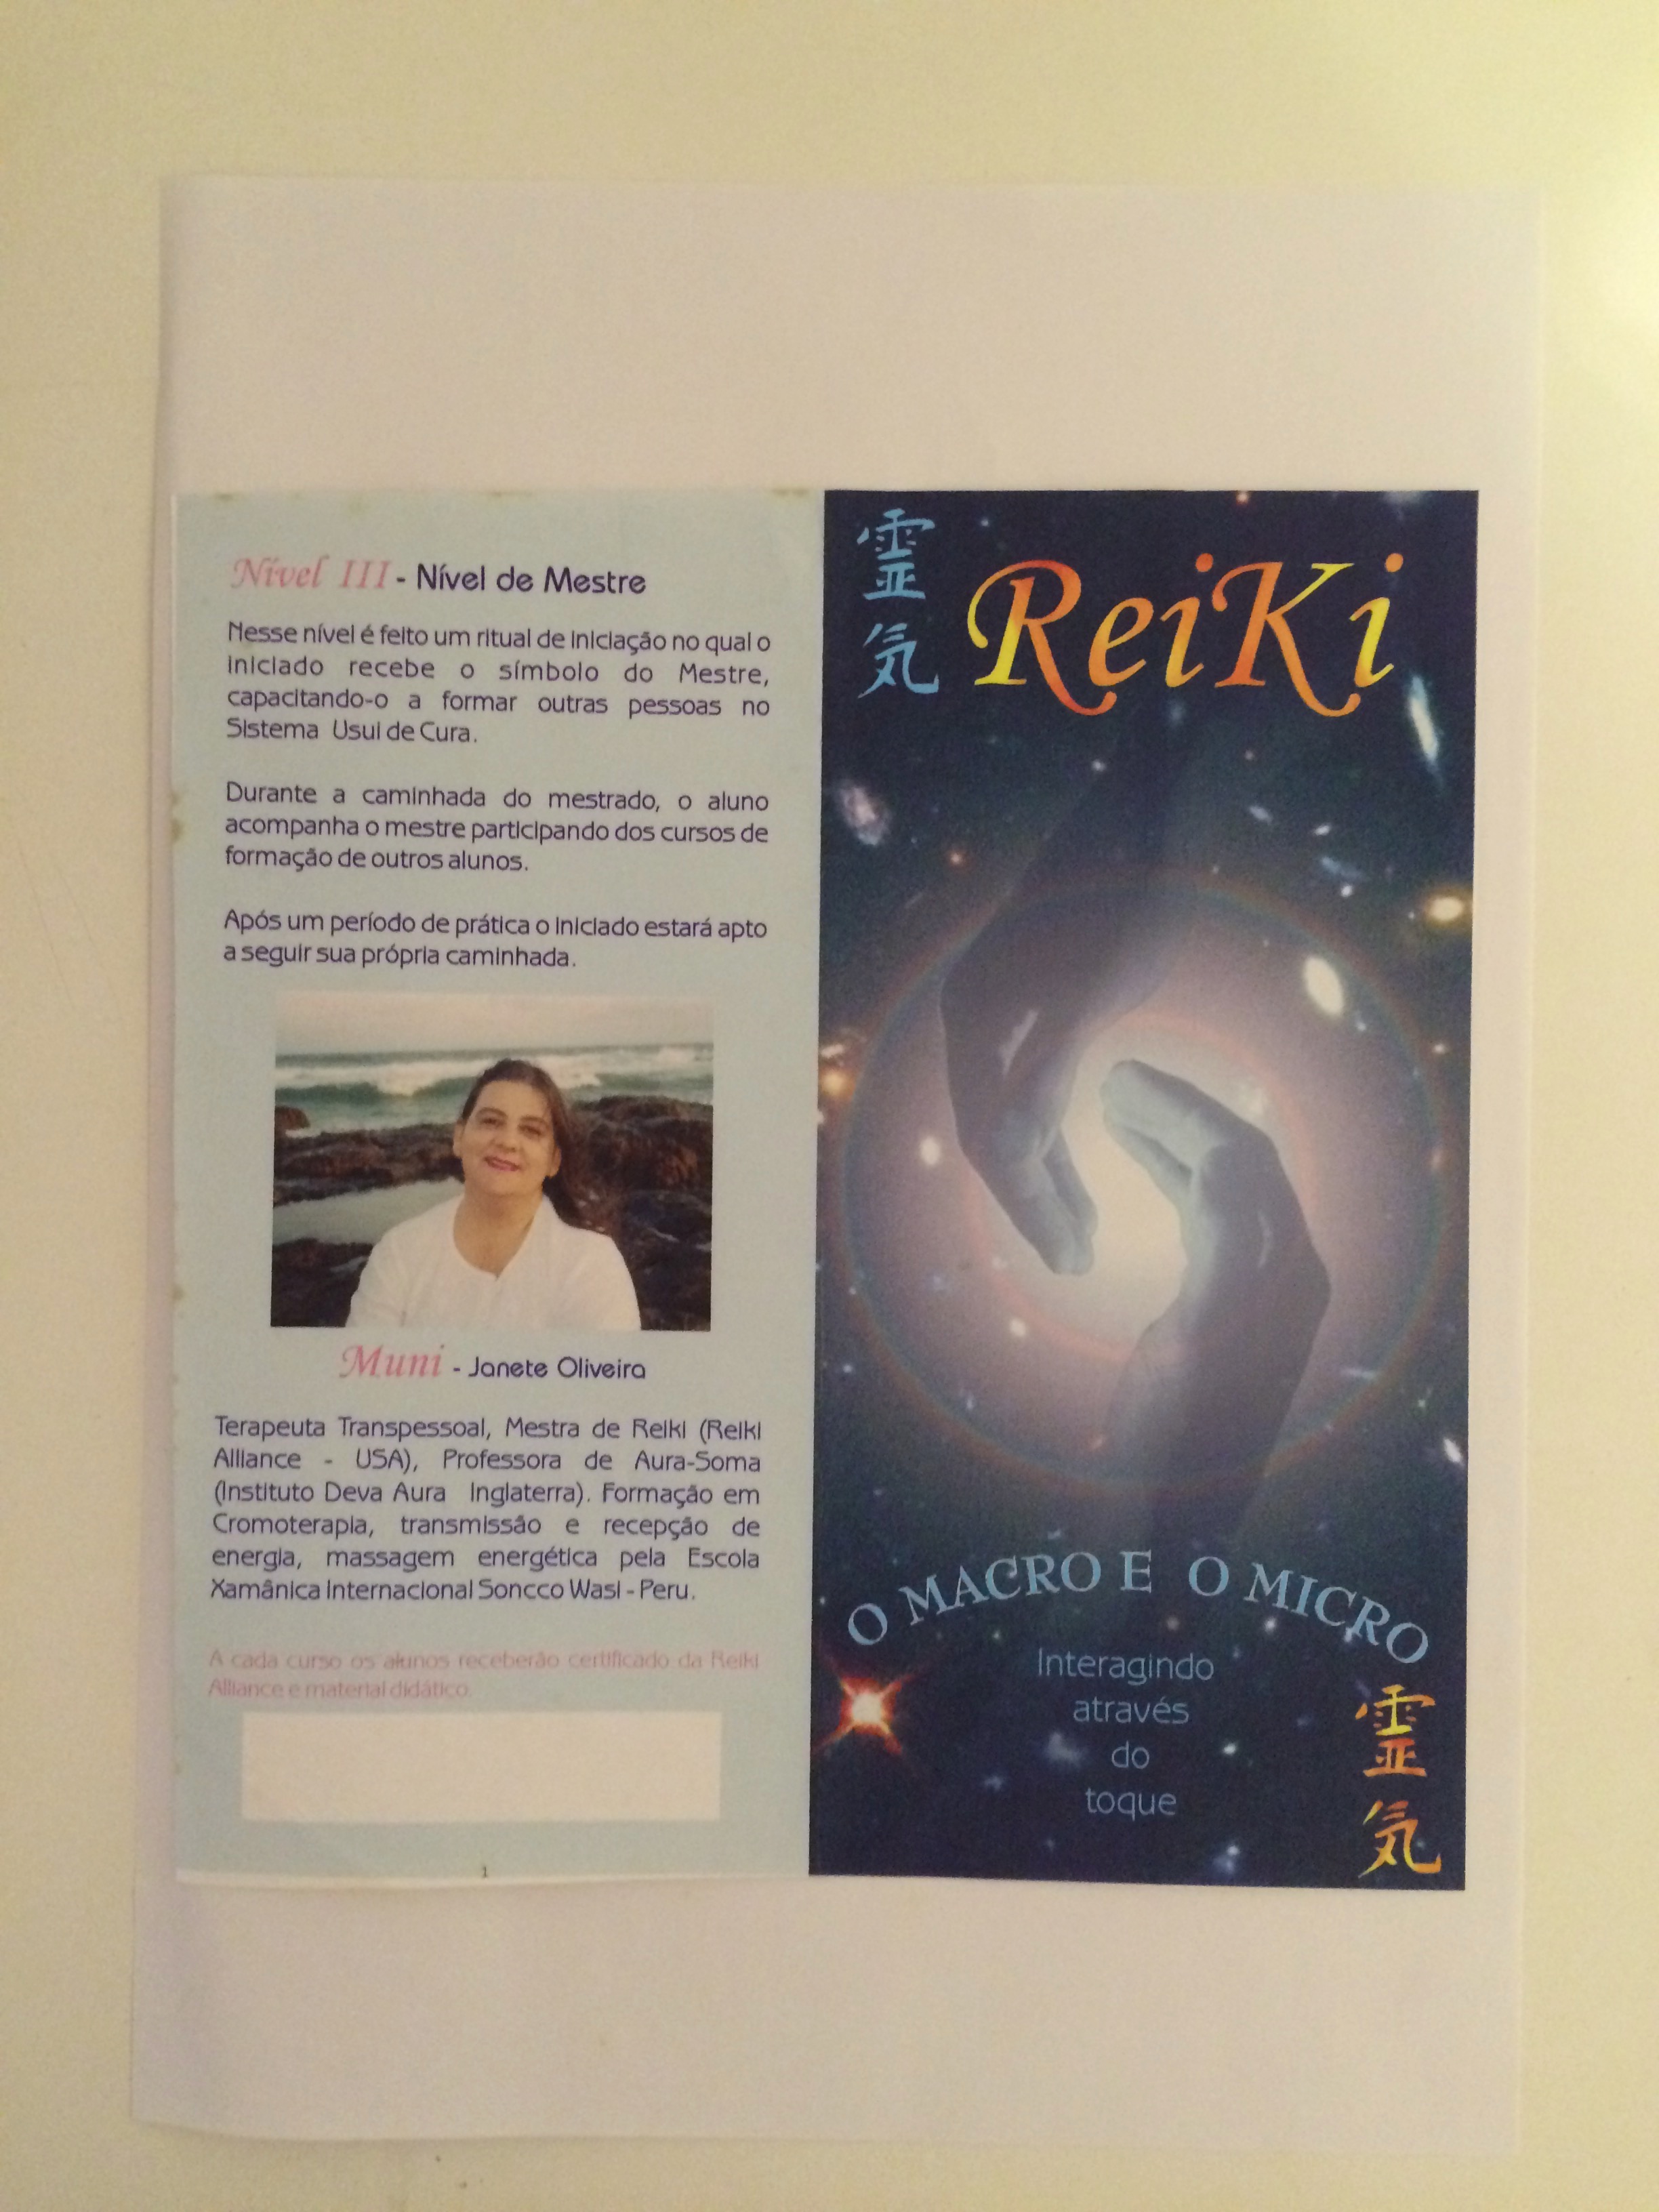 Nível III - Nível de Mestre
Nesse nível é feito um ritual de iniciação no qual o
iniciado recebe o símbolo do Mestre,
capacitando-o a formar outras pessoas no
Sistema Usui de Cura.
Durante a caminhada do mestrado, o aluno
acompanha o mestre participando dos cursos de
formação de outros alunos.
Após um período de prática o iniciado estará apto
a seguir sua própria caminhada.
Muni - Janete Oliveira
Terapeuta Transpessoal, Mestra de Reiki (Reiki
Alliance - USA), Professora de Aura-Soma
(Instituto Deva Aura Inglaterra). Formação em
Cromoterapia, transmissão e recepção de
energia, massagem energética pela Escola
Xamânica Internacional Soncco Wasi - Peru.
A cada curso os alunos receberão certificado da Reiki
Alliance e material didático.
1
霊
気
ReiKi
O MACRO E O MICRO
Interagindo
através
do
toque
霊
気